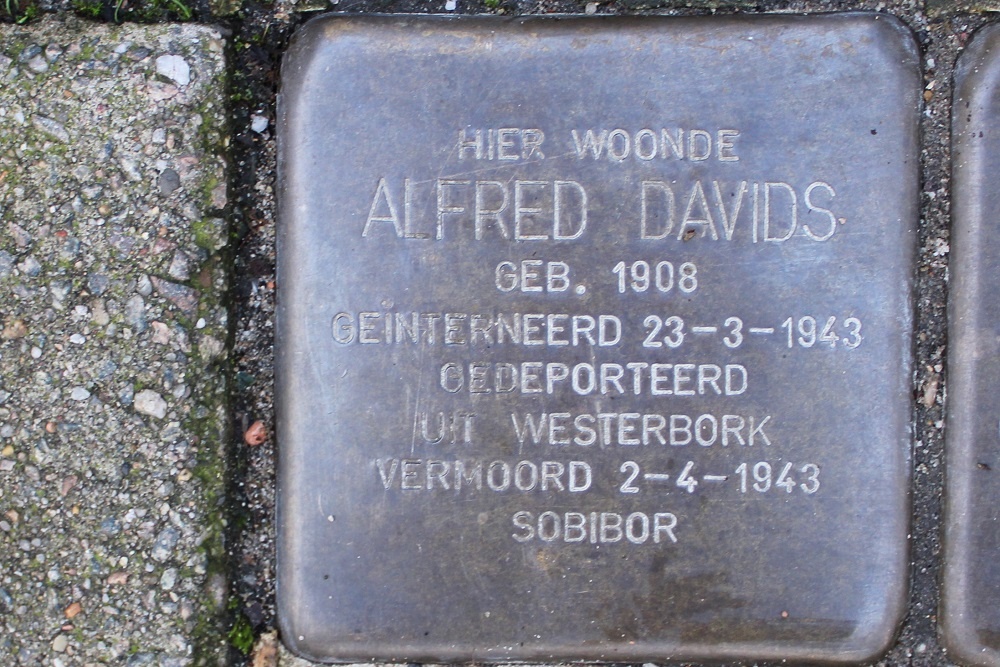 HIER WOONDE
ALFRED DAVIDS
GEB. 1908
GEINTERNEERD 23-3-1943
GEDEPORTEERD
UIT WESTERBORK
VERMOORD 2-4-1943
SOBIBOR